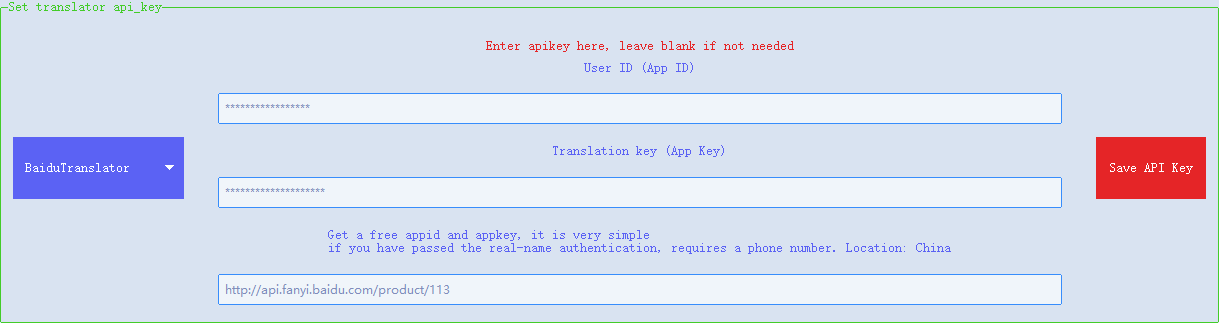 Set translator api_key
Enter apikey here, leave blank if not needed
User ID (App ID)
*****************
BaiduTranslator
Translation key (App Key)
Save API Key
********************
Get a free appid and appkey, it is very simple
if you have passed the real-name authentication, requires a phone number. Location: China
http://api.fanyi.baidu.com/product/113